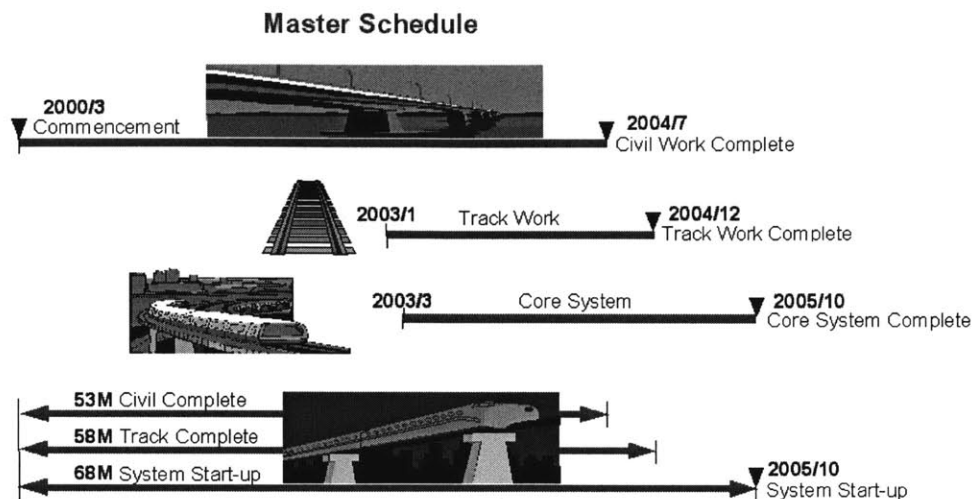 Master Schedule
2000/3
Commencement
2004/7
Civil Work Complete
2003/1
Track Work
2004/12
Track Work Complete
2003/3
Core System
2005/10
Core System Complete
53M Civil Complete
58M Track Complete
68M System Start-up
2005/10
System Start-up